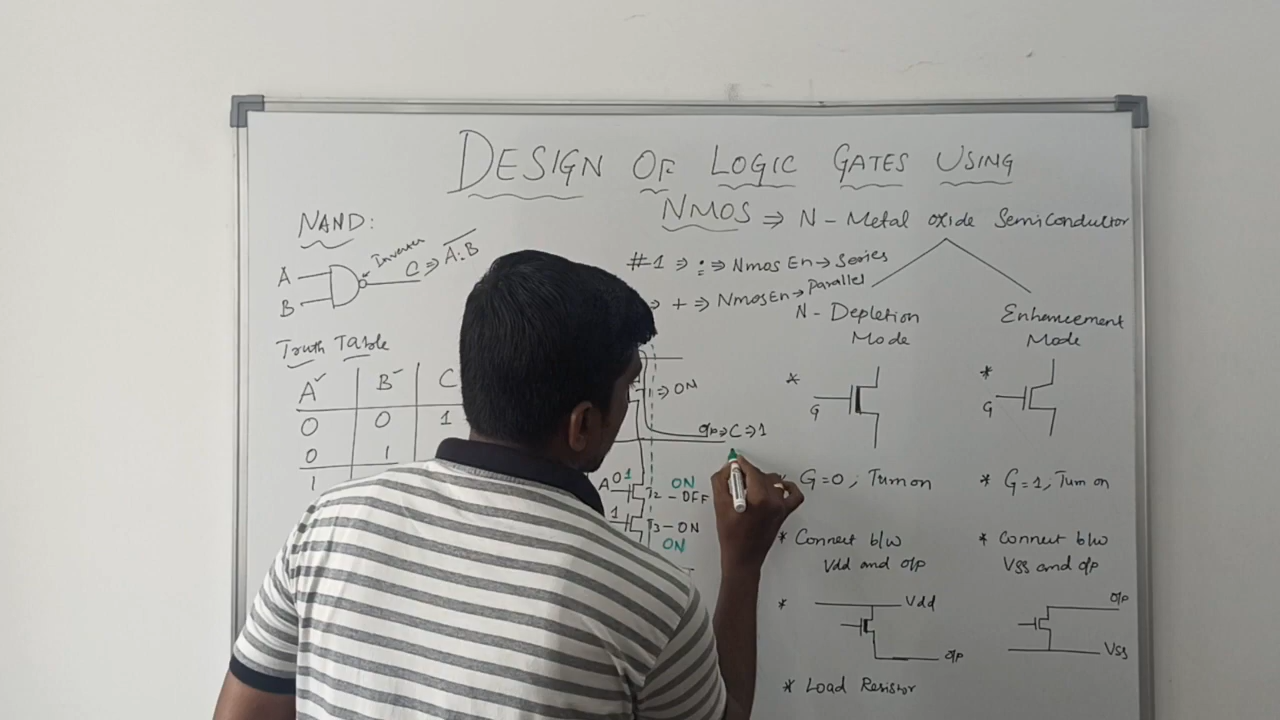 DESIGN OF LOGIC GATES USING
NMOS ⇒ N - Metal oxide Semiconductor
NAND:
A
B
Inverter
C ⇒ A.B
#1 ⇒ : ⇒ Nmos En → Series
+ ⇒ NmosEn → parallel
N - Depletion
Mode
Enhancement
Mode
Truth Table
A B C
0 0 1
0 1
1
⇒ ON
O/p ⇒ C ⇒ 1
A 0 1
ON
T2 - OFF
1
T3 - ON
ON
*
G
* G=0; Turn on
* Connect b/w
Vdd and o/p
* Vdd
o/p
* Load Resistor
*
G
* G=1, Turn on
* Connect b/w
Vss and o/p
o/p
Vss